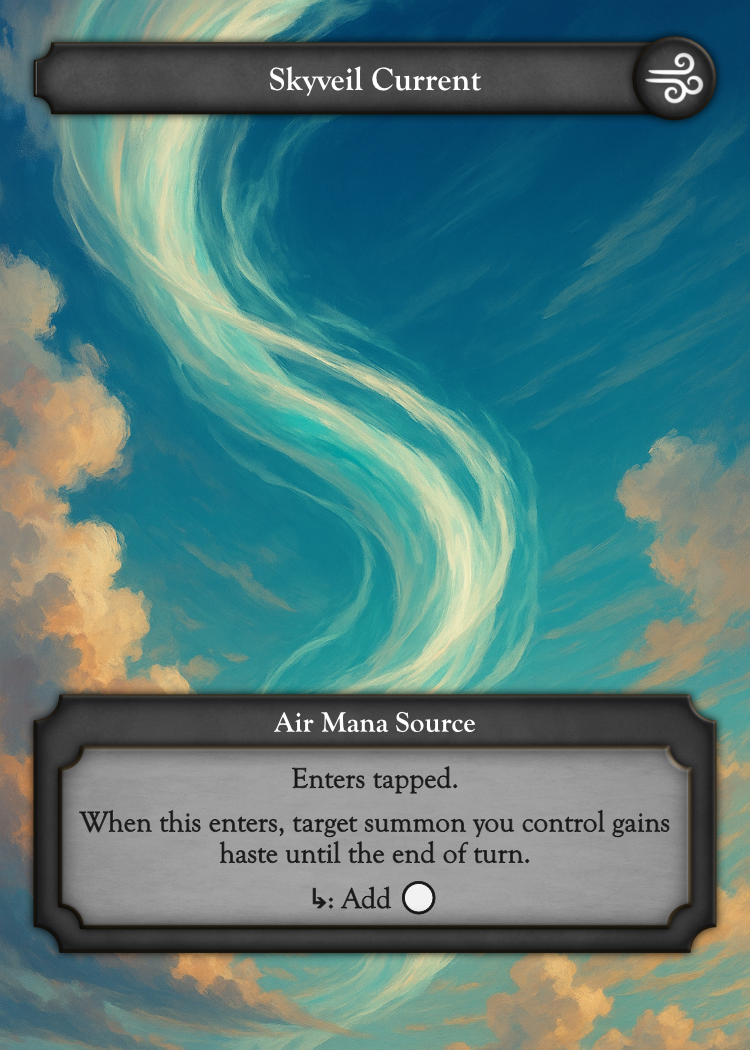 Skyveil Current
Air Mana Source
Enters tapped.
When this enters, target summon you control gains
haste until the end of turn.
↳: Add